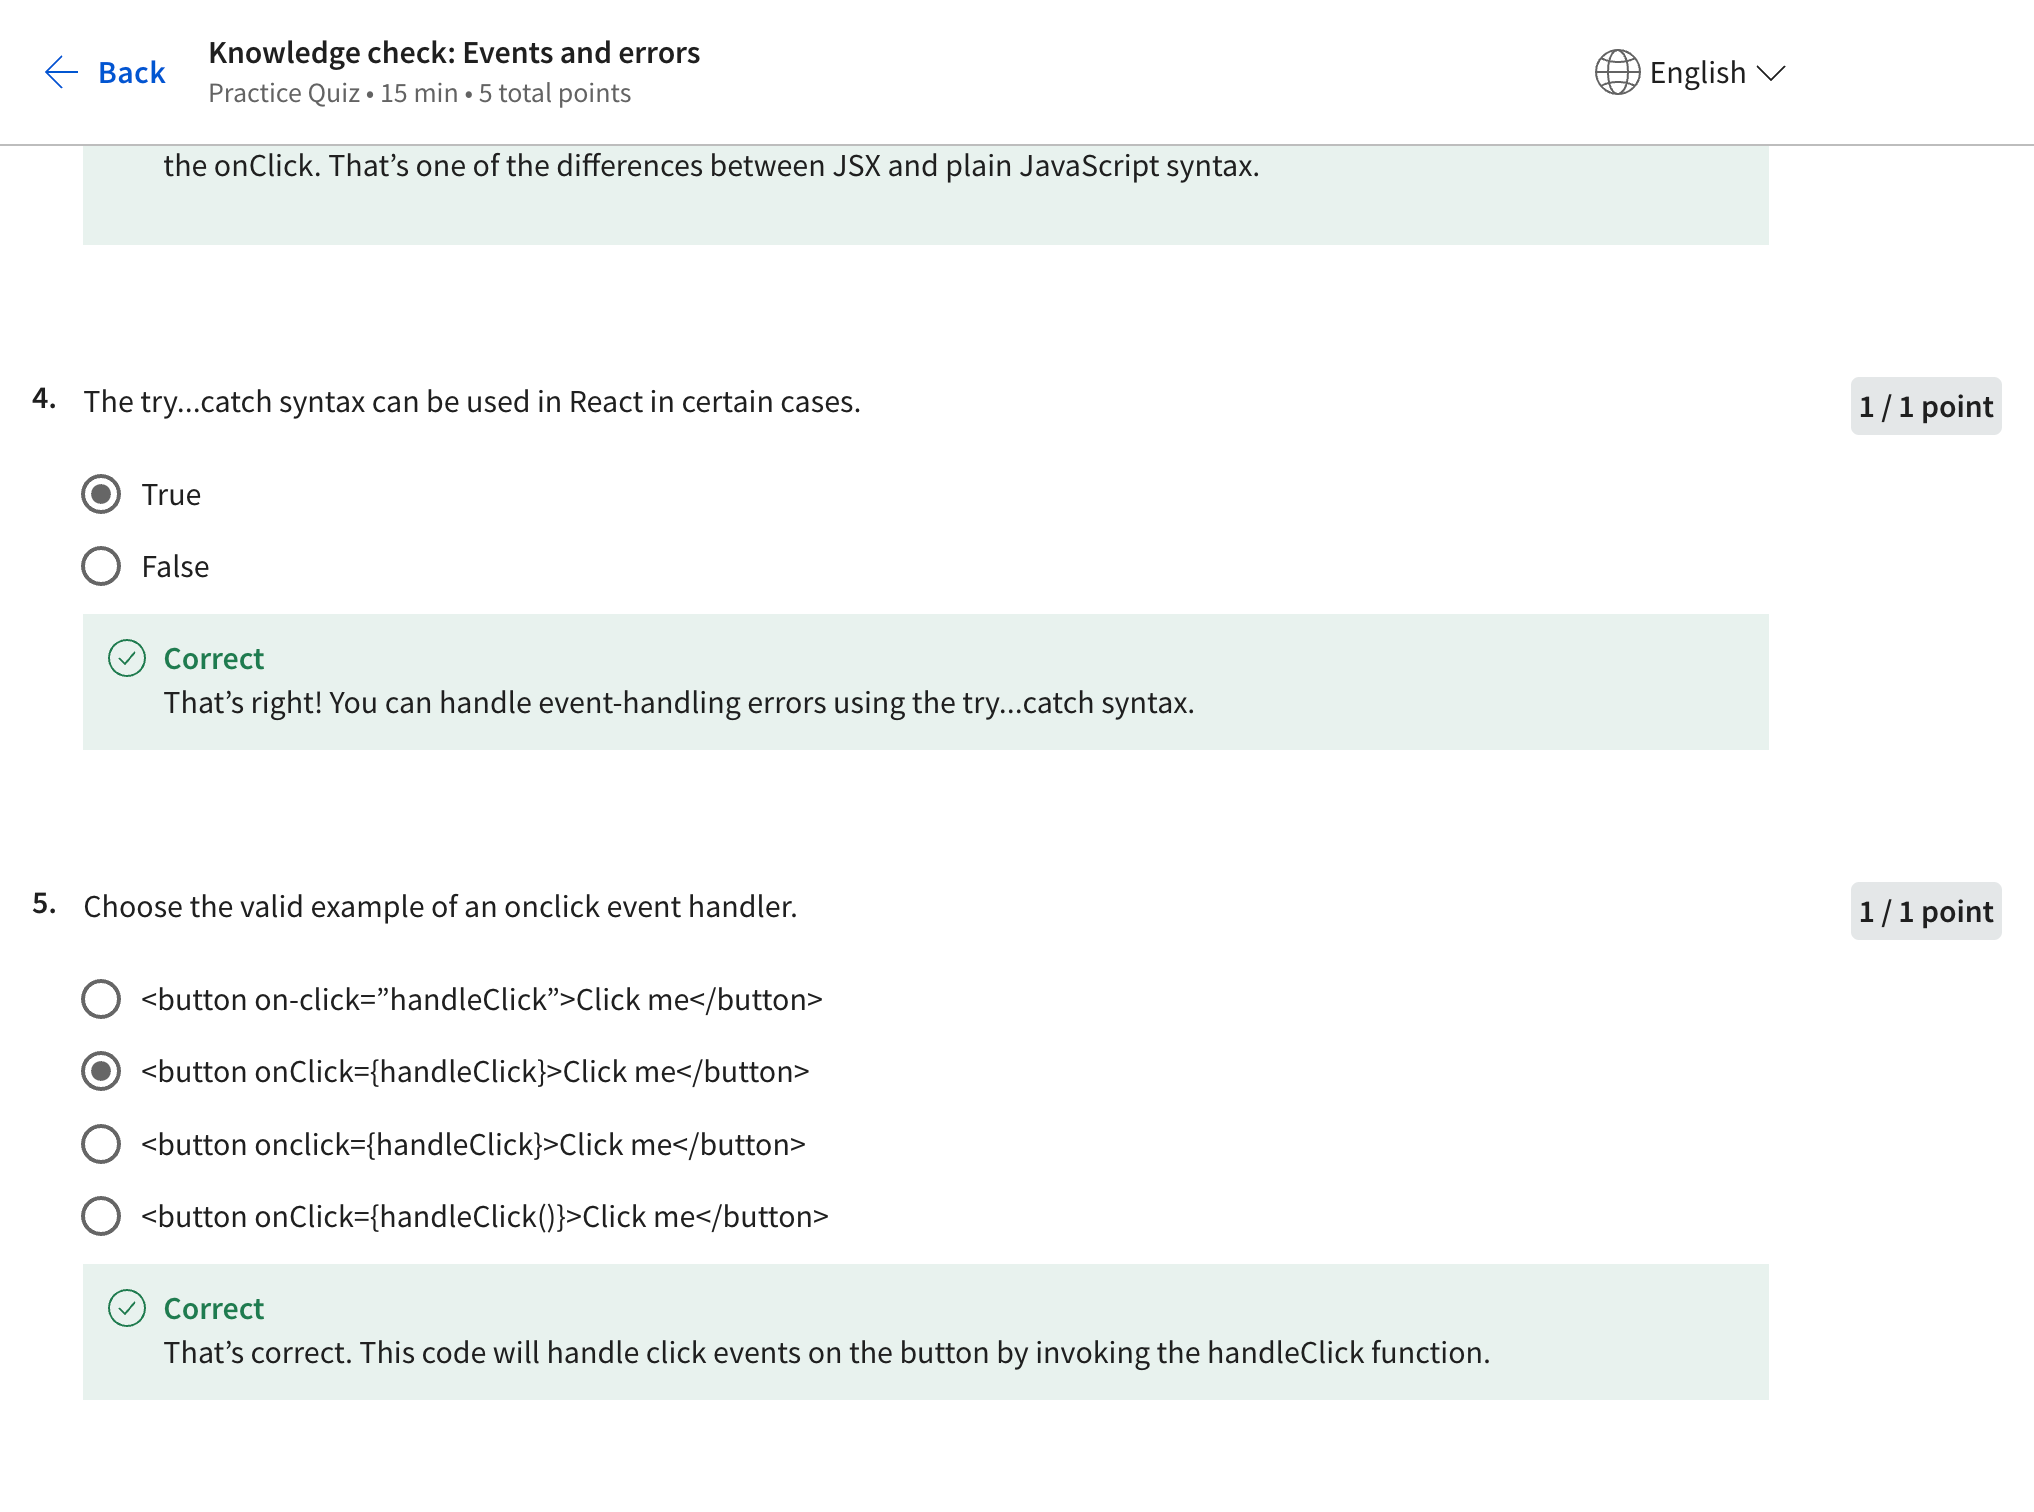 Back
Knowledge check: Events and errors
Practice Quiz • 15 min • 5 total points
English
the onClick. That’s one of the differences between JSX and plain JavaScript syntax.
4. The try...catch syntax can be used in React in certain cases.
1 / 1 point
True
False
Correct
That’s right! You can handle event-handling errors using the try...catch syntax.
5. Choose the valid example of an onclick event handler.
1 / 1 point
<button on-click=”handleClick”>Click me</button>
<button onClick={handleClick}>Click me</button>
<button onclick={handleClick}>Click me</button>
<button onClick={handleClick()}>Click me</button>
Correct
That’s correct. This code will handle click events on the button by invoking the handleClick function.